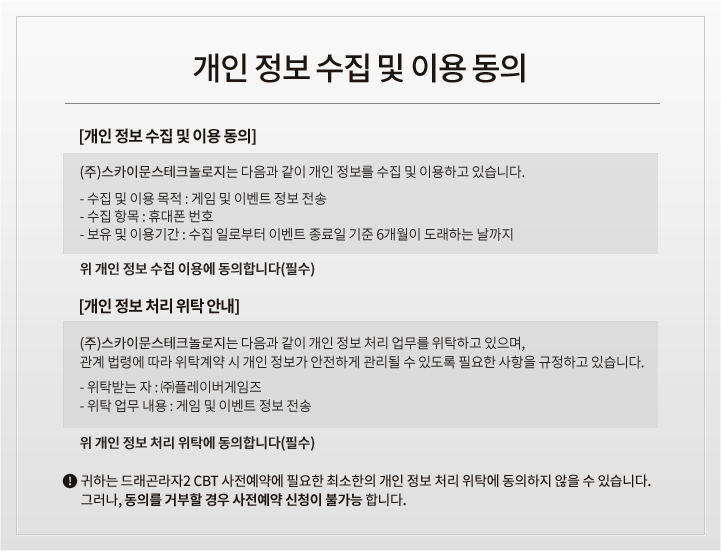 개인 정보 수집 및 이용 동의
[개인 정보 수집 및 이용 동의]
(주)스카이문스테크놀로지는 다음과 같이 개인 정보를 수집 및 이용하고 있습니다.
- 수집 및 이용 목적 : 게임 및 이벤트 정보 전송
- 수집 항목 : 휴대폰 번호
- 보유 및 이용기간 : 수집 일로부터 이벤트 종료일 기준 6개월이 도래하는 날까지
위 개인 정보 수집 이용에 동의합니다(필수)
[개인 정보 처리 위탁 안내]
(주)스카이문스테크놀로지는 다음과 같이 개인 정보 처리 업무를 위탁하고 있으며,
관계 법령에 따라 위탁계약 시 개인 정보가 안전하게 관리될 수 있도록 필요한 사항을 규정하고 있습니다.
- 위탁받는 자 : ㈜플레이버게임즈
- 위탁 업무 내용 : 게임 및 이벤트 정보 전송
위 개인 정보 처리 위탁에 동의합니다(필수)
! 귀하는 드래곤라자2 CBT 사전예약에 필요한 최소한의 개인 정보 처리 위탁에 동의하지 않을 수 있습니다.
그러나, 동의를 거부할 경우 사전예약 신청이 불가능 합니다.